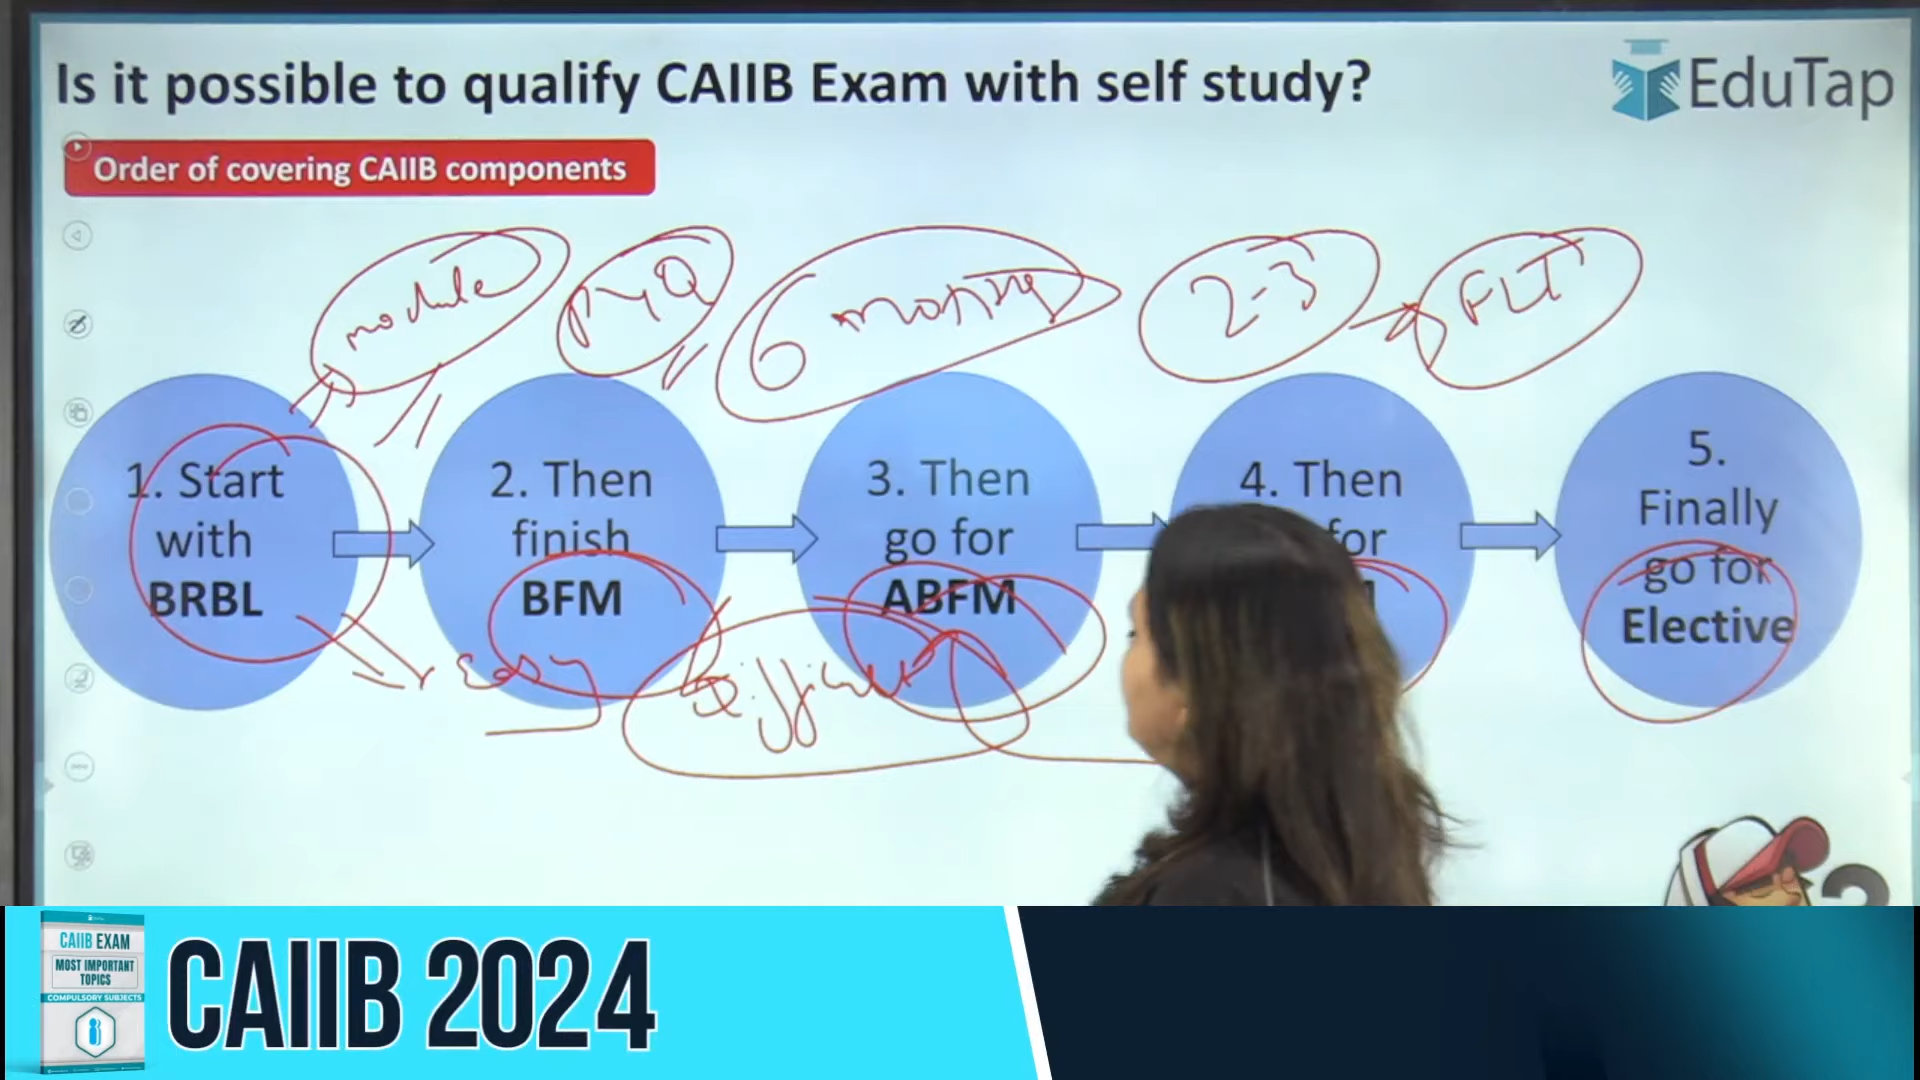 Is it possible to qualify CAIIB Exam with self study?
EduTap
Order of covering CAIIB components
module
PYQ
6 months
2-3
FLT
1. Start
with
BRBL
2. Then
finish
BFM
3. Then
go for
ABFM
4. Then
for
5.
Finally
go for
Elective
Easy
Difficult
CAIIB EXAM
MOST IMPORTANT
TOPICS
COMPULSORY SUBJECTS
CAIIB 2024